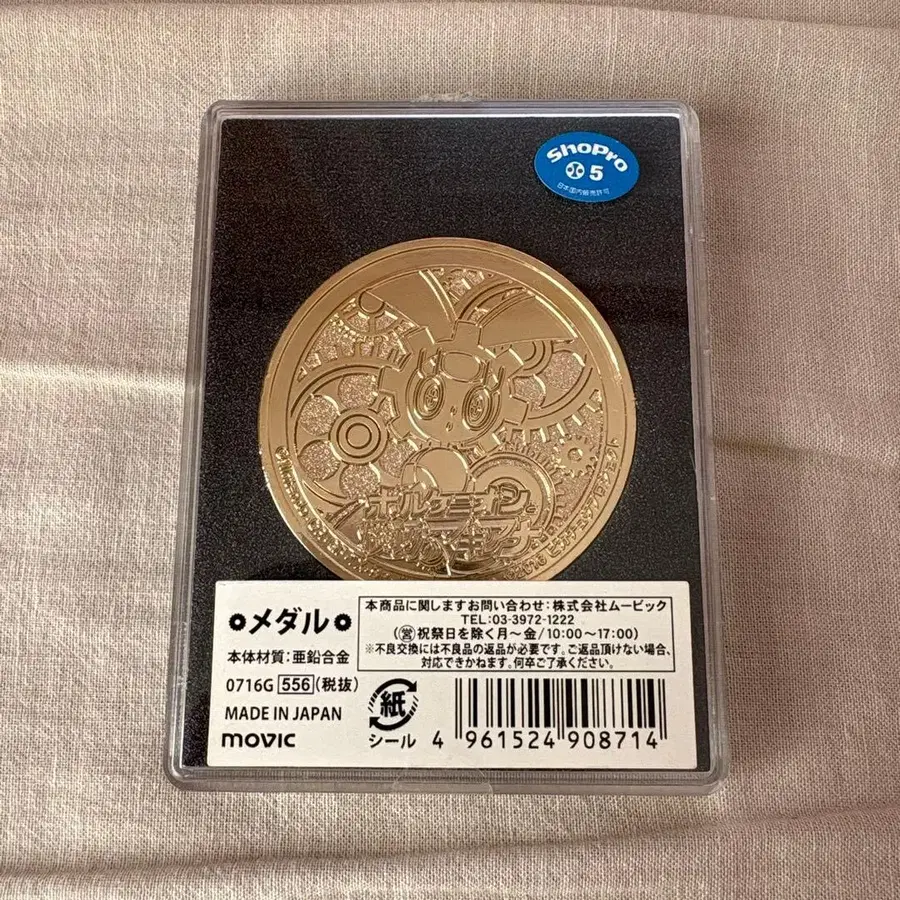 ShoPro
5
日本国内販売許可
ボルケニオンと
機巧のマギアナ
メダル
本体材質:亜鉛合金
0716G 556(税抜)
MADE IN JAPAN
movic
本商品に関しますお問い合わせ:株式会社ムービック
TEL:03-3972-1222
(営祝祭日を除く月〜金/10:00〜17:00)
※不良交換には不良品の返品が必要です。ご返品頂けない場合、
対応できかねます。何卒ご了承ください。
紙
シール
4 961524 908714